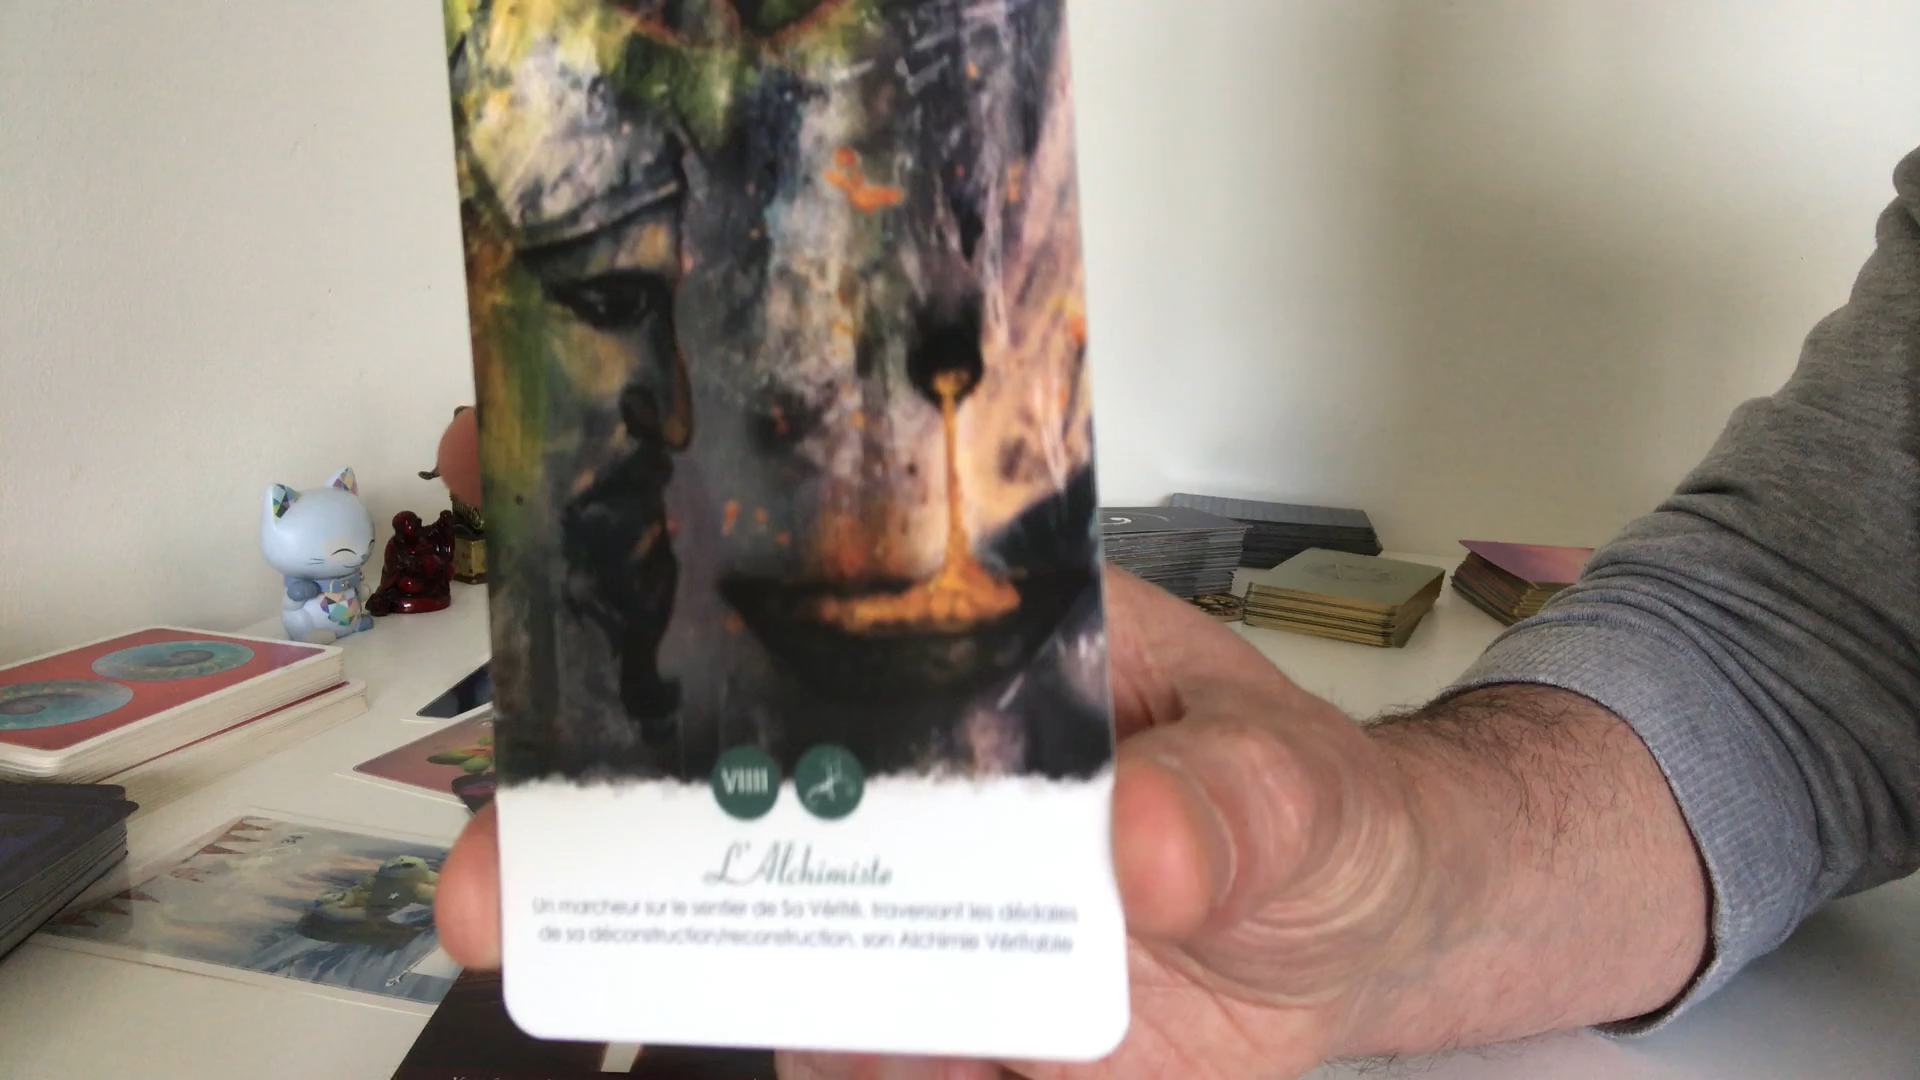 VIIII
L'Alchimiste
Un marcheur sur le sentier de Sa Vérité, traversant les dédales
de sa déconstruction/reconstruction, son Alchimie Véritable